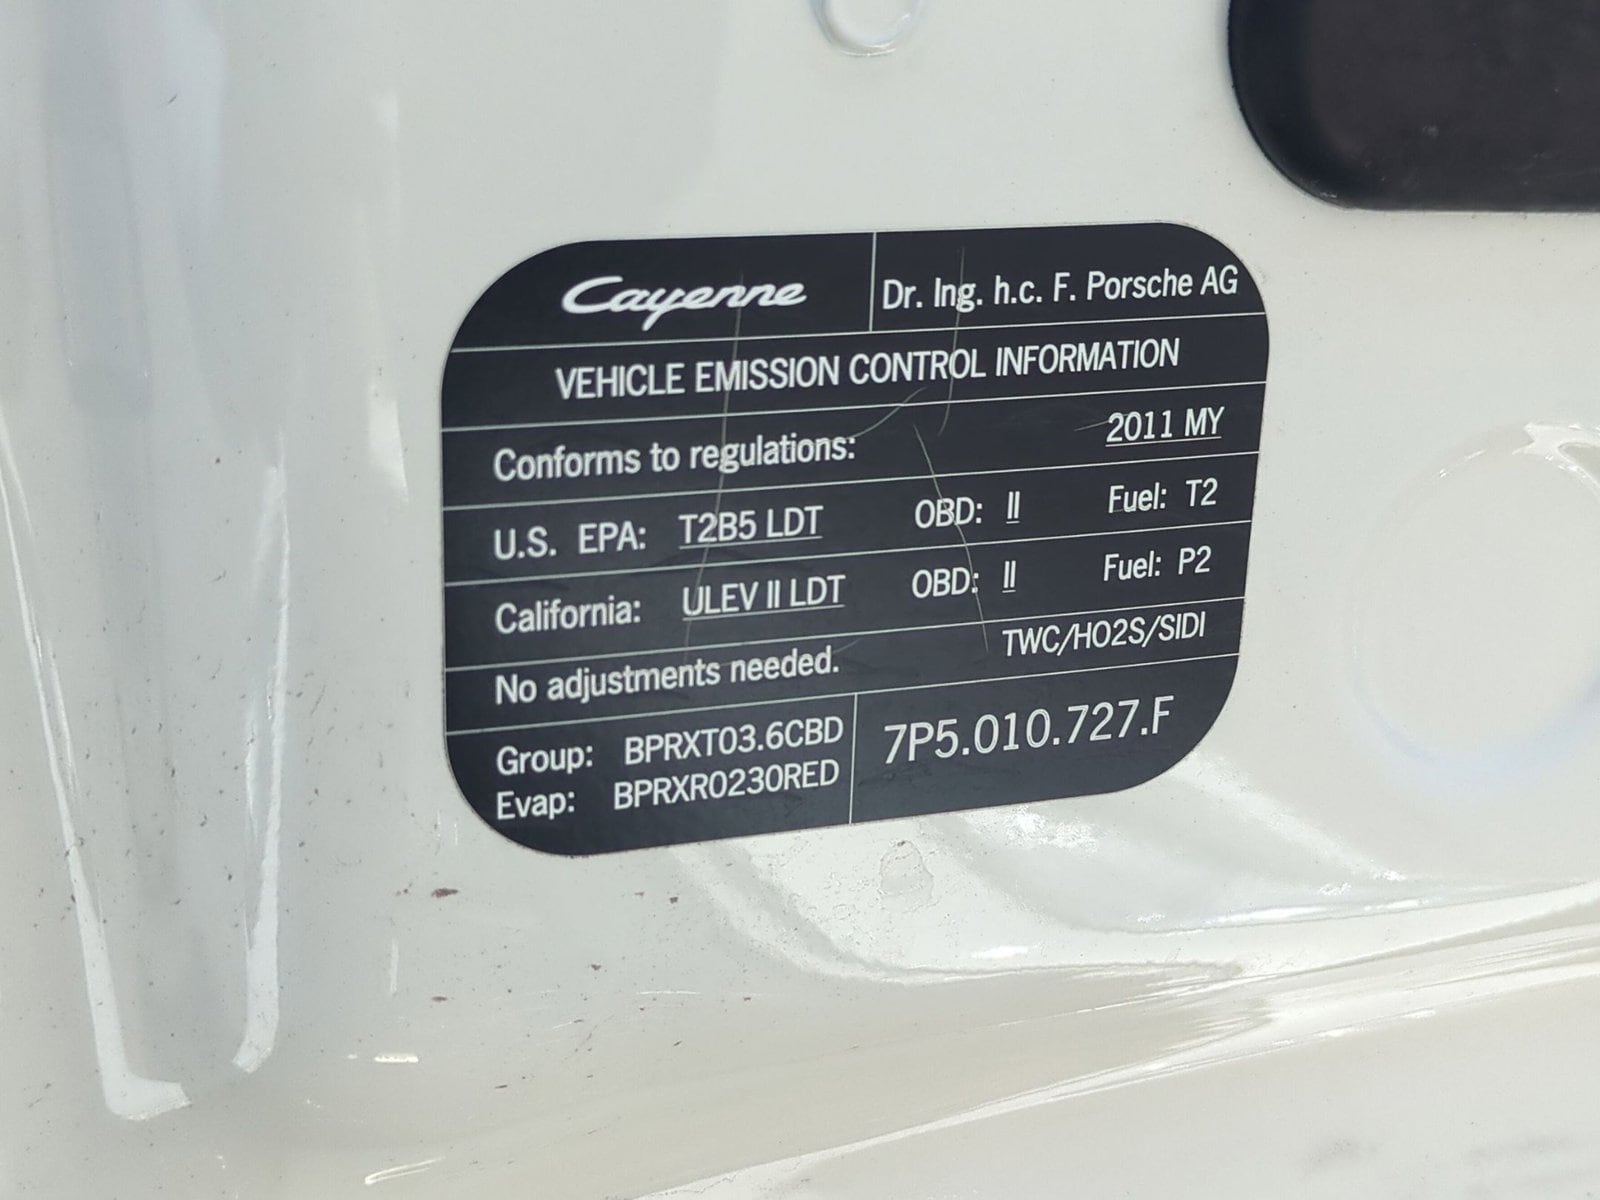 Cayenne Dr. Ing. h.c. F. Porsche AG
VEHICLE EMISSION CONTROL INFORMATION
Conforms to regulations: 2011 MY
U.S. EPA: T2B5 LDT OBD: II Fuel: T2
California: ULEV II LDT OBD: II Fuel: P2
No adjustments needed. TWC/HO2S/SIDI
Group: BPRXT03.6CBD 7P5.010.727.F
Evap: BPRXR0230RED